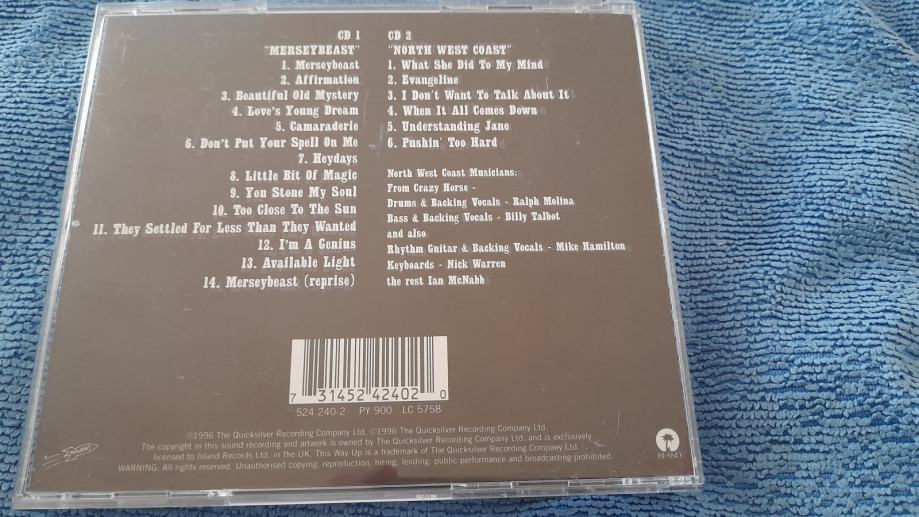 CD 1
"MERSEYBEAST"
1. Merseybeast
2. Affirmation
3. Beautiful Old Mystery
4. Love's Young Dream
5. Camaraderie
6. Don't Put Your Spell On Me
7. Heydays
8. Little Bit Of Magic
9. You Stone My Soul
10. Too Close To The Sun
11. They Settled For Less Than They Wanted
12. I'm A Genius
13. Available Light
14. Merseybeast (reprise)
CD 2
"NORTH WEST COAST"
1. What She Did To My Mind
2. Evangeline
3. I Don't Want To Talk About It
4. When It All Comes Down
5. Understanding Jane
6. Pushin' Too Hard
North West Coast Musicians:
From Crazy Horse -
Drums & Backing Vocals - Ralph Molina
Bass & Backing Vocals - Billy Talbot
and also
Rhythm Guitar & Backing Vocals - Mike Hamilton
Keyboards - Nick Warren
the rest Ian McNabb
7 31452 42402 0
524 240-2 PY 900 LC 5758
℗1996 The Quicksilver Recording Company Ltd. ©1996 The Quicksilver Recording Company Ltd.
The copyright in this sound recording and artwork is owned by The Quicksilver Recording Company Ltd. and is exclusively
licensed to Island Records Ltd. in the UK. This Way Up is a trademark of The Quicksilver Recording Company Ltd.
WARNING: All rights reserved. Unauthorised copying, reproduction, hiring, lending, public performance and broadcasting prohibited.
ISLAND